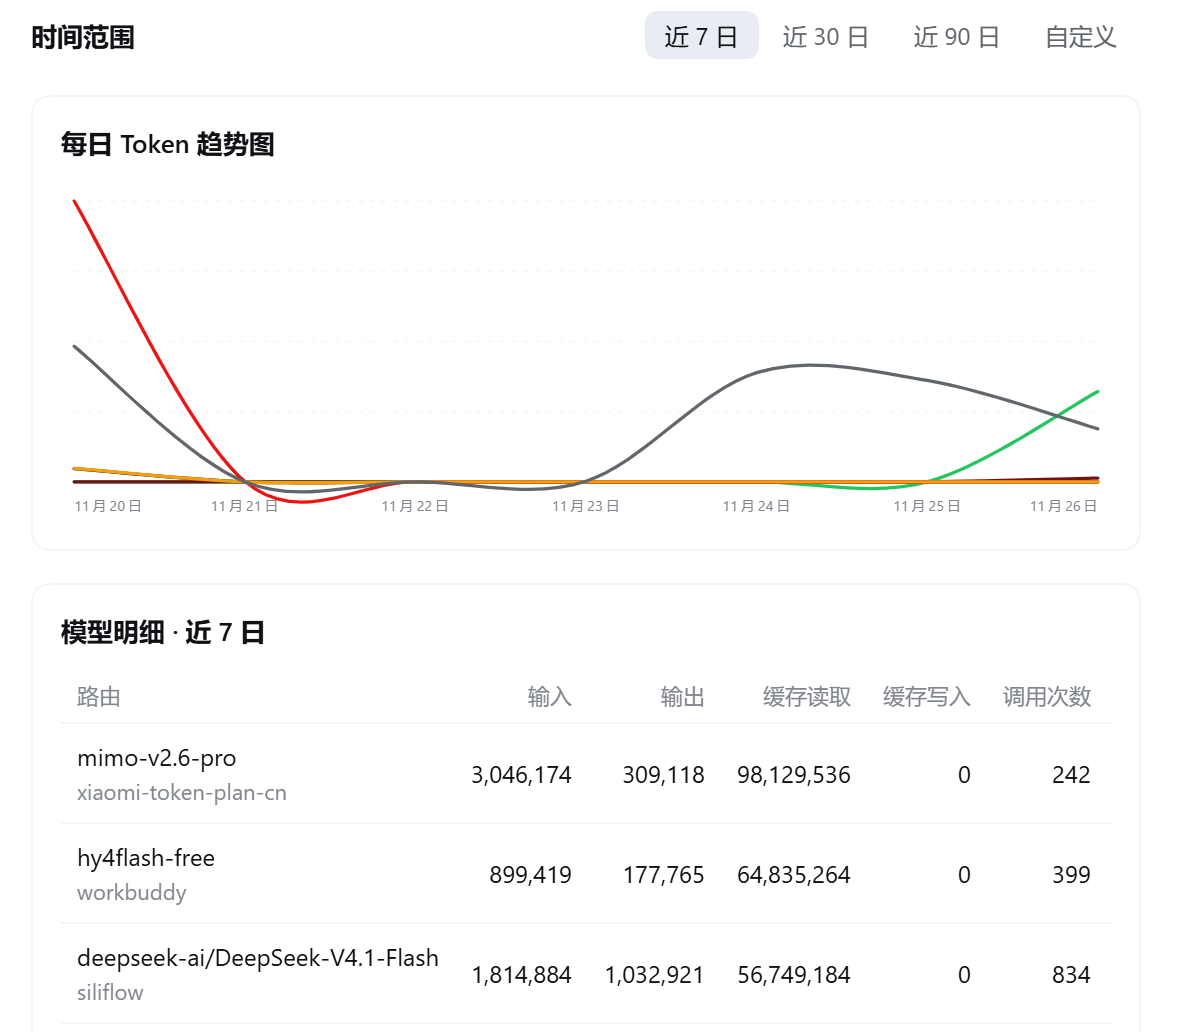 时间范围
近 7 日 近 30 日 近 90 日 自定义
每日 Token 趋势图
11 月 20 日 11 月 21 日 11 月 22 日 11 月 23 日 11 月 24 日 11 月 25 日 11 月 26 日
模型明细 · 近 7 日
路由 输入 输出 缓存读取 缓存写入 调用次数
mimo-v2.6-pro
xiaomi-token-plan-cn
3,046,174 309,118 98,129,536 0 242
hy4flash-free
workbuddy
899,419 177,765 64,835,264 0 399
deepseek-ai/DeepSeek-V4.1-Flash
siliflow
1,814,884 1,032,921 56,749,184 0 834